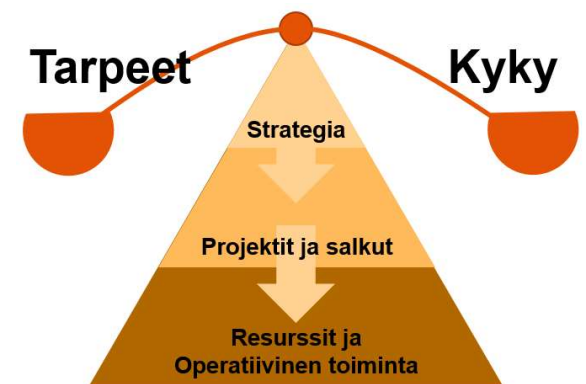 Tarpeet
Kyky
Strategia
Projektit ja salkut
Resurssit ja
Operatiivinen toiminta